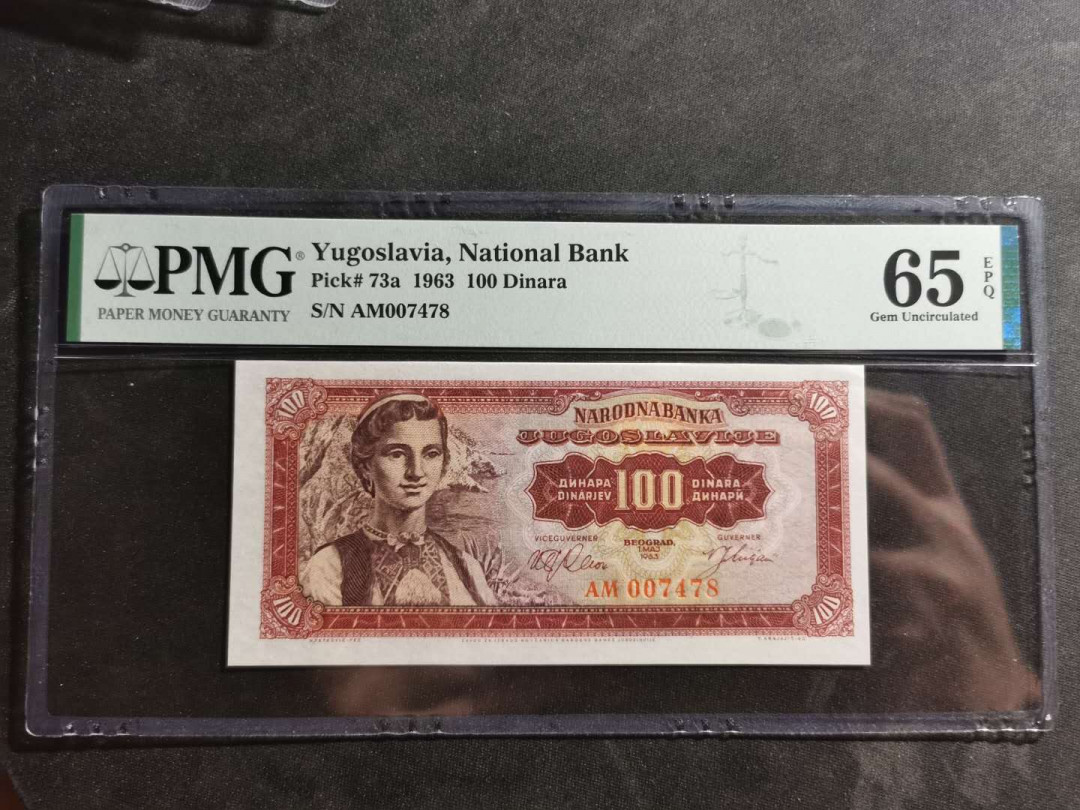 PMG®
PAPER MONEY GUARANTY
Yugoslavia, National Bank
Pick# 73a 1963 100 Dinara
S/N AM007478
65
EPQ
Gem Uncirculated
100
100
NARODNA BANKA
JUGOSLAVIJE
ДИНАРА
DINARJEV
100
DINARA
ДИНАРИ
VICEGUVERNER
BEOGRAD,
1.MAJ
1963
GUVERNER
AM 007478
100
100